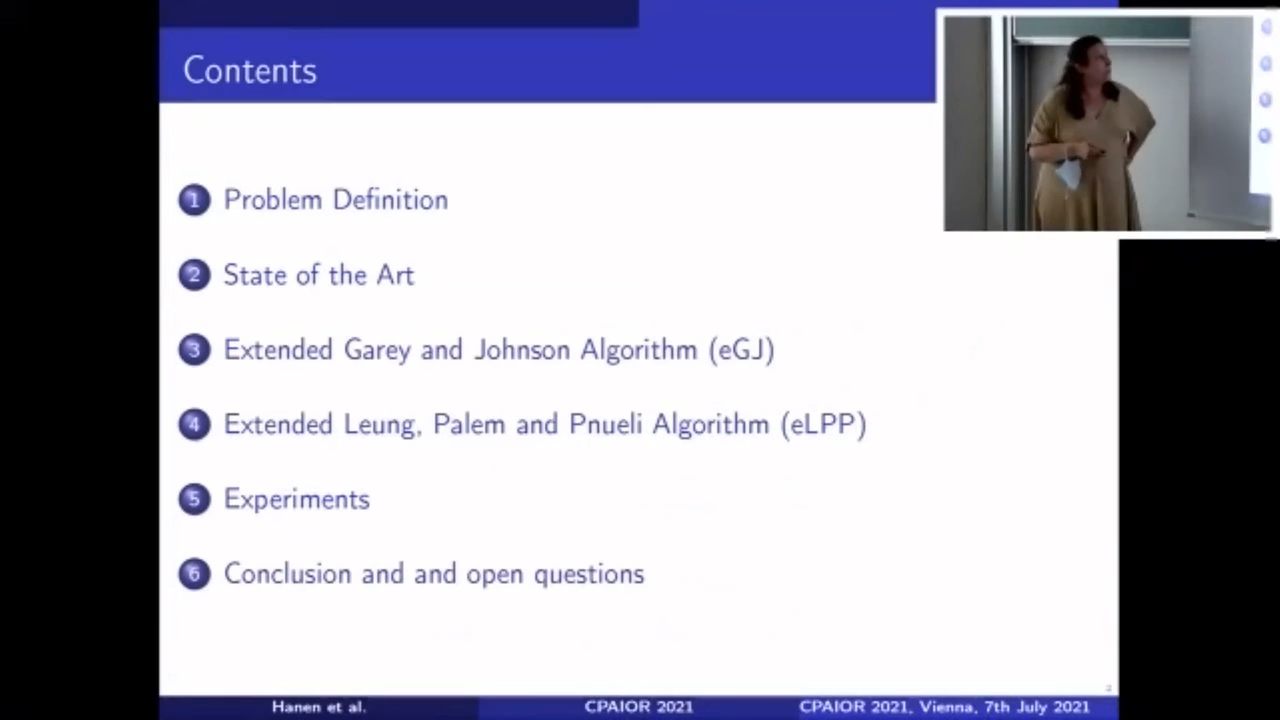 Contents
1 Problem Definition
2 State of the Art
3 Extended Garey and Johnson Algorithm (eGJ)
4 Extended Leung, Palem and Pnueli Algorithm (eLPP)
5 Experiments
6 Conclusion and and open questions
2
Hanen et al. CPAIOR 2021 CPAIOR 2021, Vienna, 7th July 2021